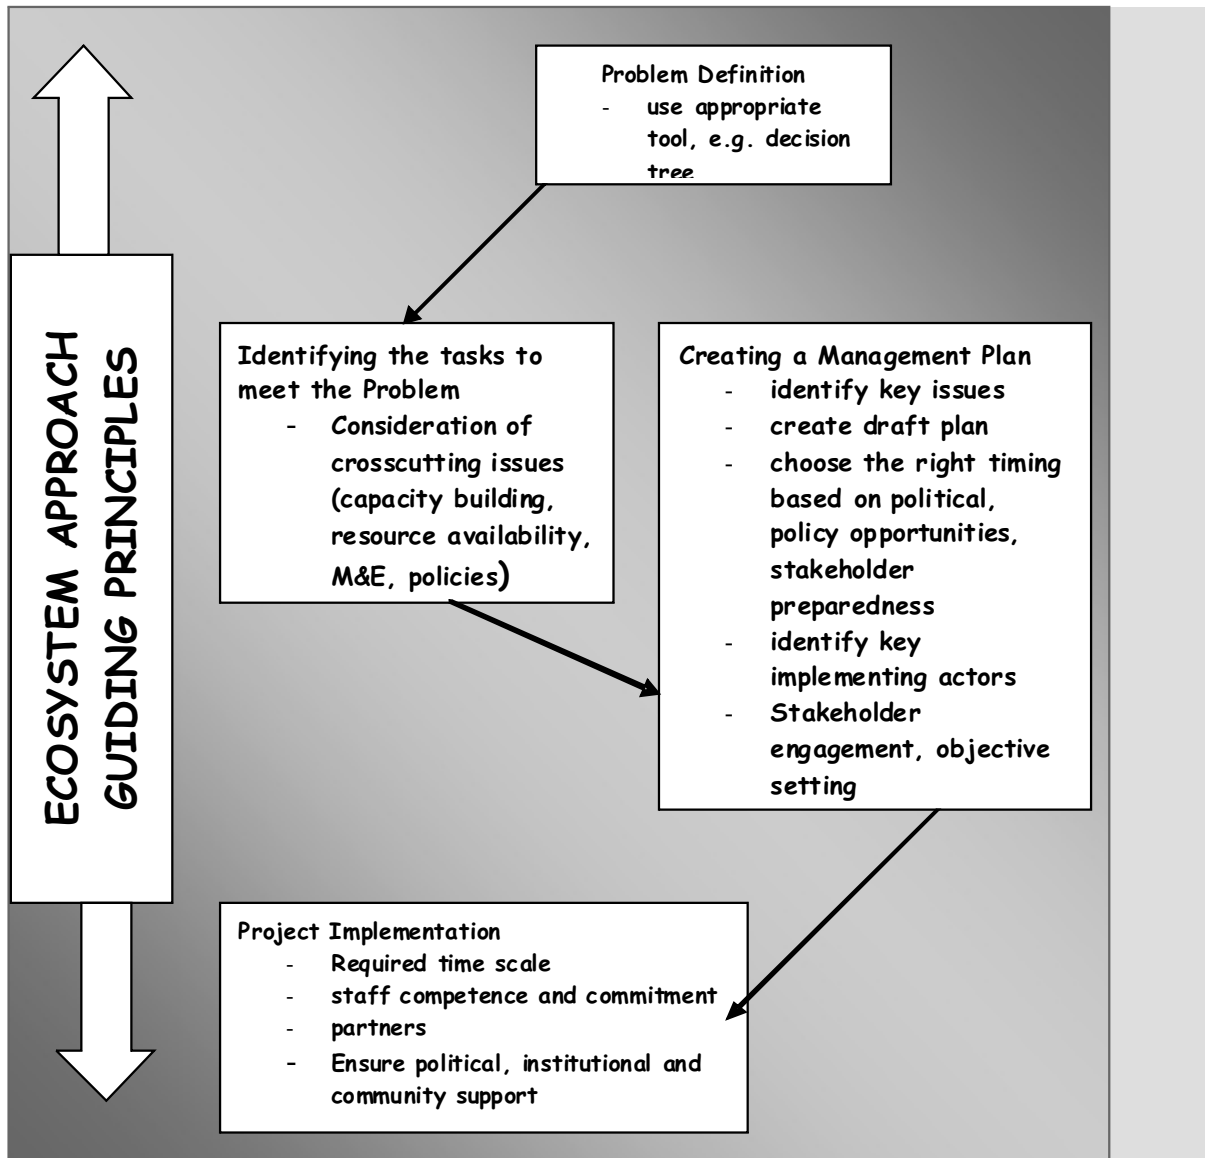 Problem Definition
- use appropriate
tool, e.g. decision
tree
ECOSYSTEM APPROACH
GUIDING PRINCIPLES
Identifying the tasks to
meet the Problem
- Consideration of
crosscutting issues
(capacity building,
resource availability,
M&E, policies)
Creating a Management Plan
- identify key issues
- create draft plan
- choose the right timing
based on political,
policy opportunities,
stakeholder
preparedness
- identify key
implementing actors
- Stakeholder
engagement, objective
setting
Project Implementation
- Required time scale
- staff competence and commitment
- partners
- Ensure political, institutional and
community support